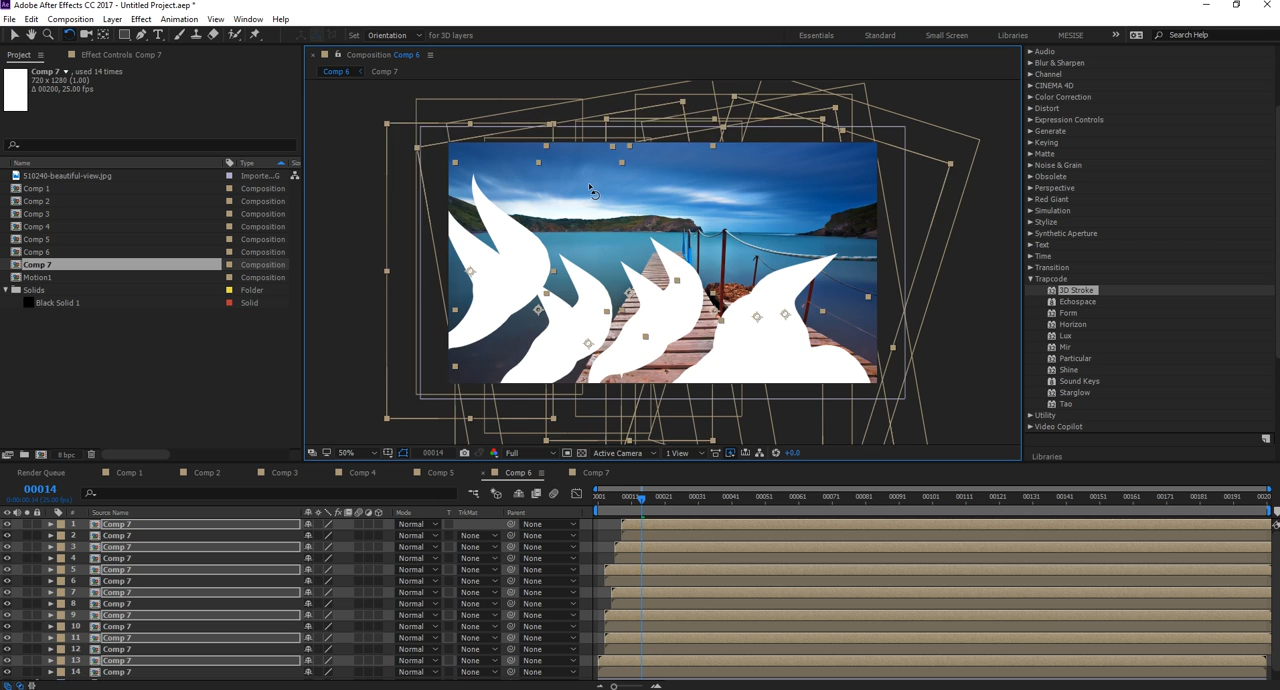 Adobe After Effects CC 2017 - Untitled Project.aep *
File Edit Composition Layer Effect Animation View Window Help
Set Orientation for 3D layers Essentials Standard Small Screen Libraries MESISE Search Help
Project Effect Controls Comp 7
Composition Comp 6
Comp 7 , used 14 times
720 x 1280 (1.00)
Δ 00200, 25.00 fps
Comp 6 Comp 7
Name Type
510240-beautiful-view.jpg Importe...G
Comp 1 Composition
Comp 2 Composition
Comp 3 Composition
Comp 4 Composition
Comp 5 Composition
Comp 6 Composition
Comp 7 Composition
Motion1 Composition
Solids Folder
Black Solid 1 Solid
8 bpc
50% 00014 Full Active Camera 1 View +0.0
Audio
Blur & Sharpen
Channel
CINEMA 4D
Color Correction
Distort
Expression Controls
Generate
Keying
Matte
Noise & Grain
Obsolete
Perspective
Red Giant
Simulation
Stylize
Synthetic Aperture
Text
Time
Transition
Trapcode
3D Stroke
Echospace
Form
Horizon
Lux
Mir
Particular
Shine
Sound Keys
Starglow
Tao
Utility
Video Copilot
Libraries
Render Queue Comp 1 Comp 2 Comp 3 Comp 4 Comp 5 Comp 6 Comp 7
00014
0:00:00:14 (25.00 fps)
0001 00011 00021 00031 00041 00051 00061 00071 00081 00091 00101 00111 00121 00131 00141 00151 00161 00171 00181 00191 0020
# Source Name Mode T TrkMat Parent
1 Comp 7 Normal None
2 Comp 7 Normal None None
3 Comp 7 Normal None None
4 Comp 7 Normal None None
5 Comp 7 Normal None None
6 Comp 7 Normal None None
7 Comp 7 Normal None None
8 Comp 7 Normal None None
9 Comp 7 Normal None None
10 Comp 7 Normal None None
11 Comp 7 Normal None None
12 Comp 7 Normal None None
13 Comp 7 Normal None None
14 Comp 7 Normal None None